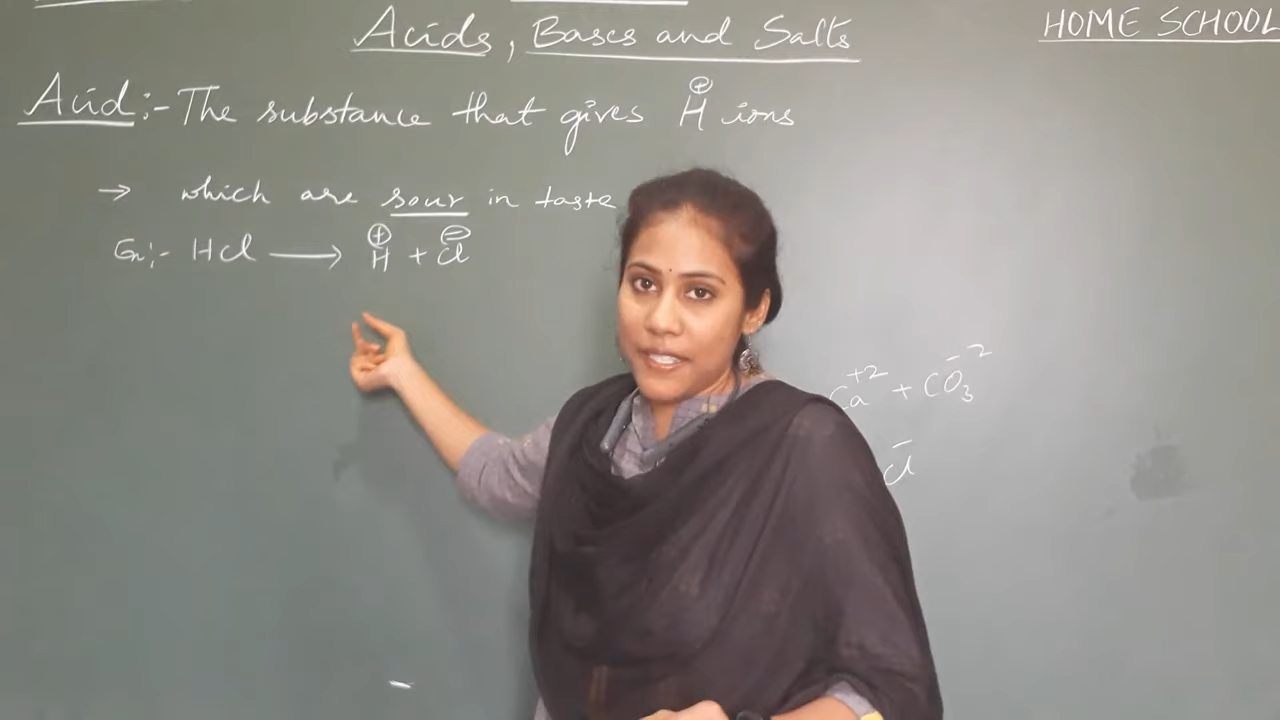 Acids, Bases and Salts
HOME SCHOOL
Acid:- The substance that gives H⊕ ions
→ which are sour in taste
Ex:- HCl ⟶ H⊕ + Cl⊖
Ca+2 + CO3-2
Cl-